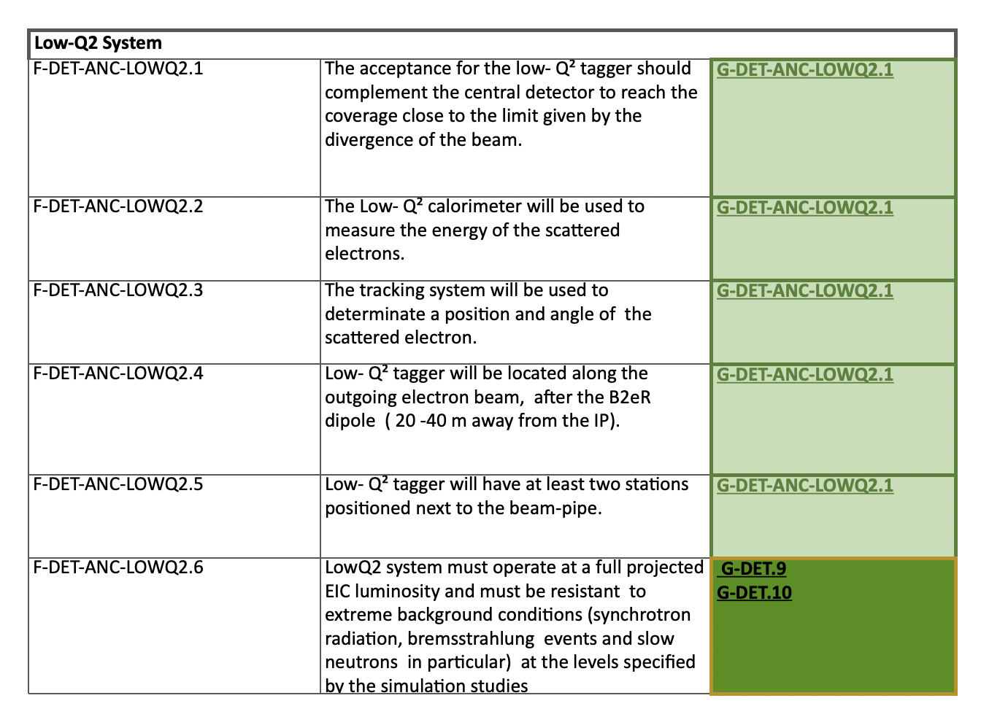 Low-Q2 System
F-DET-ANC-LOWQ2.1
The acceptance for the low- Q² tagger should
complement the central detector to reach the
coverage close to the limit given by the
divergence of the beam.
G-DET-ANC-LOWQ2.1
F-DET-ANC-LOWQ2.2
The Low- Q² calorimeter will be used to
measure the energy of the scattered
electrons.
G-DET-ANC-LOWQ2.1
F-DET-ANC-LOWQ2.3
The tracking system will be used to
determinate a position and angle of  the
scattered electron.
G-DET-ANC-LOWQ2.1
F-DET-ANC-LOWQ2.4
Low- Q² tagger will be located along the
outgoing electron beam,  after the B2eR
dipole  ( 20 -40 m away from the IP).
G-DET-ANC-LOWQ2.1
F-DET-ANC-LOWQ2.5
Low- Q² tagger will have at least two stations
positioned next to the beam-pipe.
G-DET-ANC-LOWQ2.1
F-DET-ANC-LOWQ2.6
LowQ2 system must operate at a full projected
EIC luminosity and must be resistant  to
extreme background conditions (synchrotron
radiation, bremsstrahlung  events and slow
neutrons  in particular)  at the levels specified
by the simulation studies
G-DET.9
G-DET.10